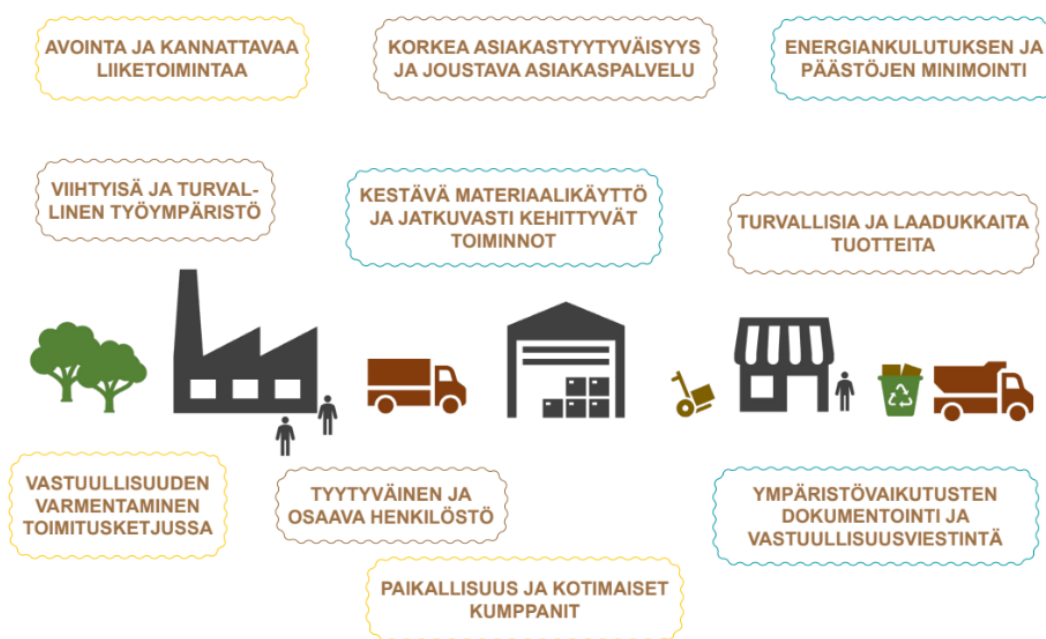 AVOINTA JA KANNATTAVAA
LIIKETOIMINTAA
KORKEA ASIAKASTYYTYVÄISYYS
JA JOUSTAVA ASIAKASPALVELU
ENERGIANKULUTUKSEN JA
PÄÄSTÖJEN MINIMOINTI
VIIHTYISÄ JA TURVAL-
LINEN TYÖYMPÄRISTÖ
KESTÄVÄ MATERIAALIKÄYTTÖ
JA JATKUVASTI KEHITTYVÄT
TOIMINNOT
TURVALLISIA JA LAADUKKAITA
TUOTTEITA
VASTUULLISUUDEN
VARMENTAMINEN
TOIMITUSKETJUSSA
TYYTYVÄINEN JA
OSAAVA HENKILÖSTÖ
YMPÄRISTÖVAIKUTUSTEN
DOKUMENTOINTI JA
VASTUULLISUUSVIESTINTÄ
PAIKALLISUUS JA KOTIMAISET
KUMPPANIT